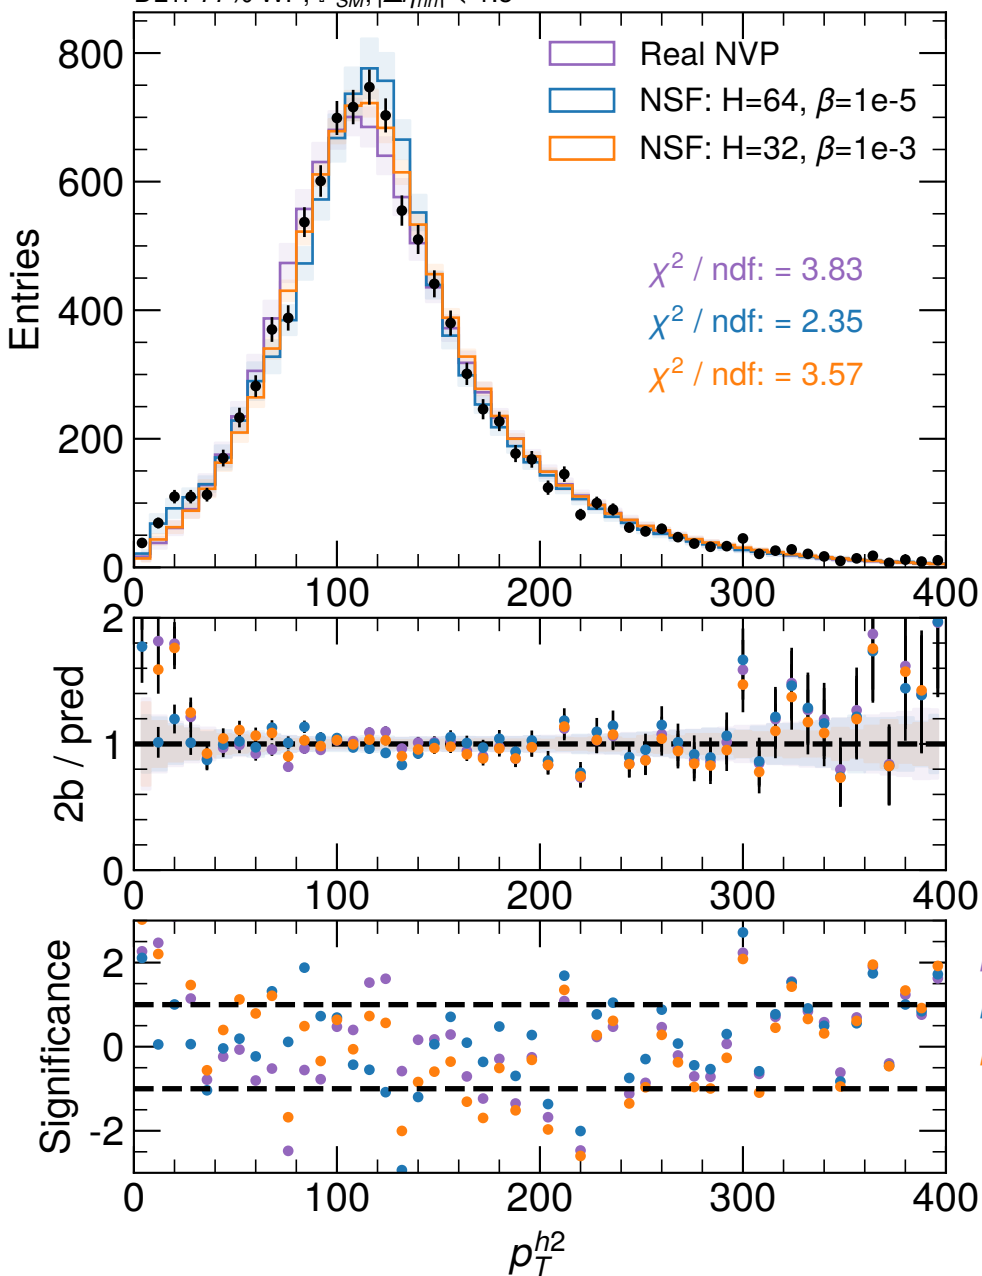 800
600
400
200
0
Entries
Real NVP
NSF: H=64, β=1e-5
NSF: H=32, β=1e-3
χ² / ndf: = 3.83
χ² / ndf: = 2.35
χ² / ndf: = 3.57
0 100 200 300 400
2
1
0
2b / pred
0 100 200 300 400
2
0
-2
Significance
0 100 200 300 400
p_T^{h2}